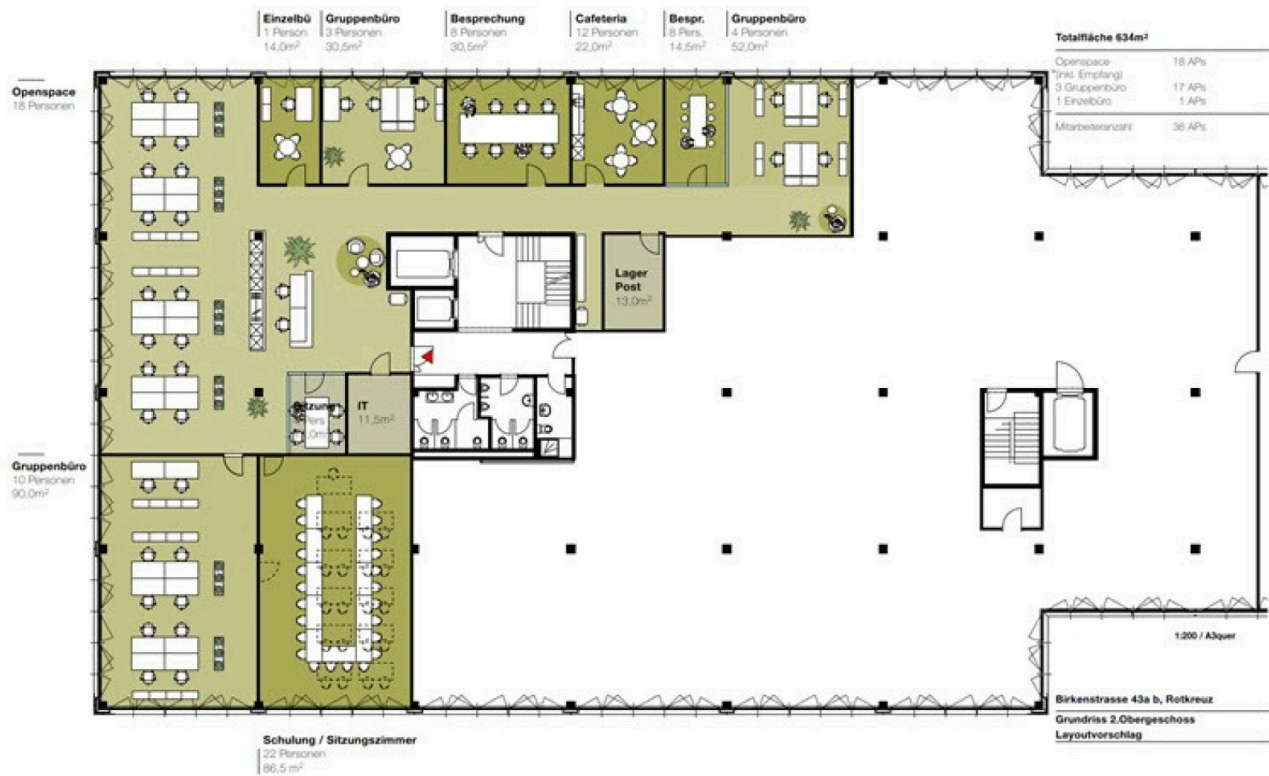 Einzelbü
1 Person
14,0m²
Gruppenbüro
3 Personen
30,5m²
Besprechung
8 Personen
30,5m²
Cafeteria
12 Personen
22,0m²
Bespr.
8 Pers.
14,5m²
Gruppenbüro
4 Personen
52,0m²
Totalfläche 634m²
Openspace 18 APs
(inkl. Empfang)
3 Gruppenbüro 17 APs
1 Einzelbüro 1 APs
Mitarbeiteranzahl 36 APs
Openspace
18 Personen
Lager
Post
13,0m²
Sitzung
Pers
,0m²
IT
11,5m²
Gruppenbüro
10 Personen
90,0m²
1:200 / A3quer
Birkenstrasse 43a b, Rotkreuz
Grundriss 2.Obergeschoss
Layoutvorschlag
Schulung / Sitzungszimmer
22 Personen
86,5 m²